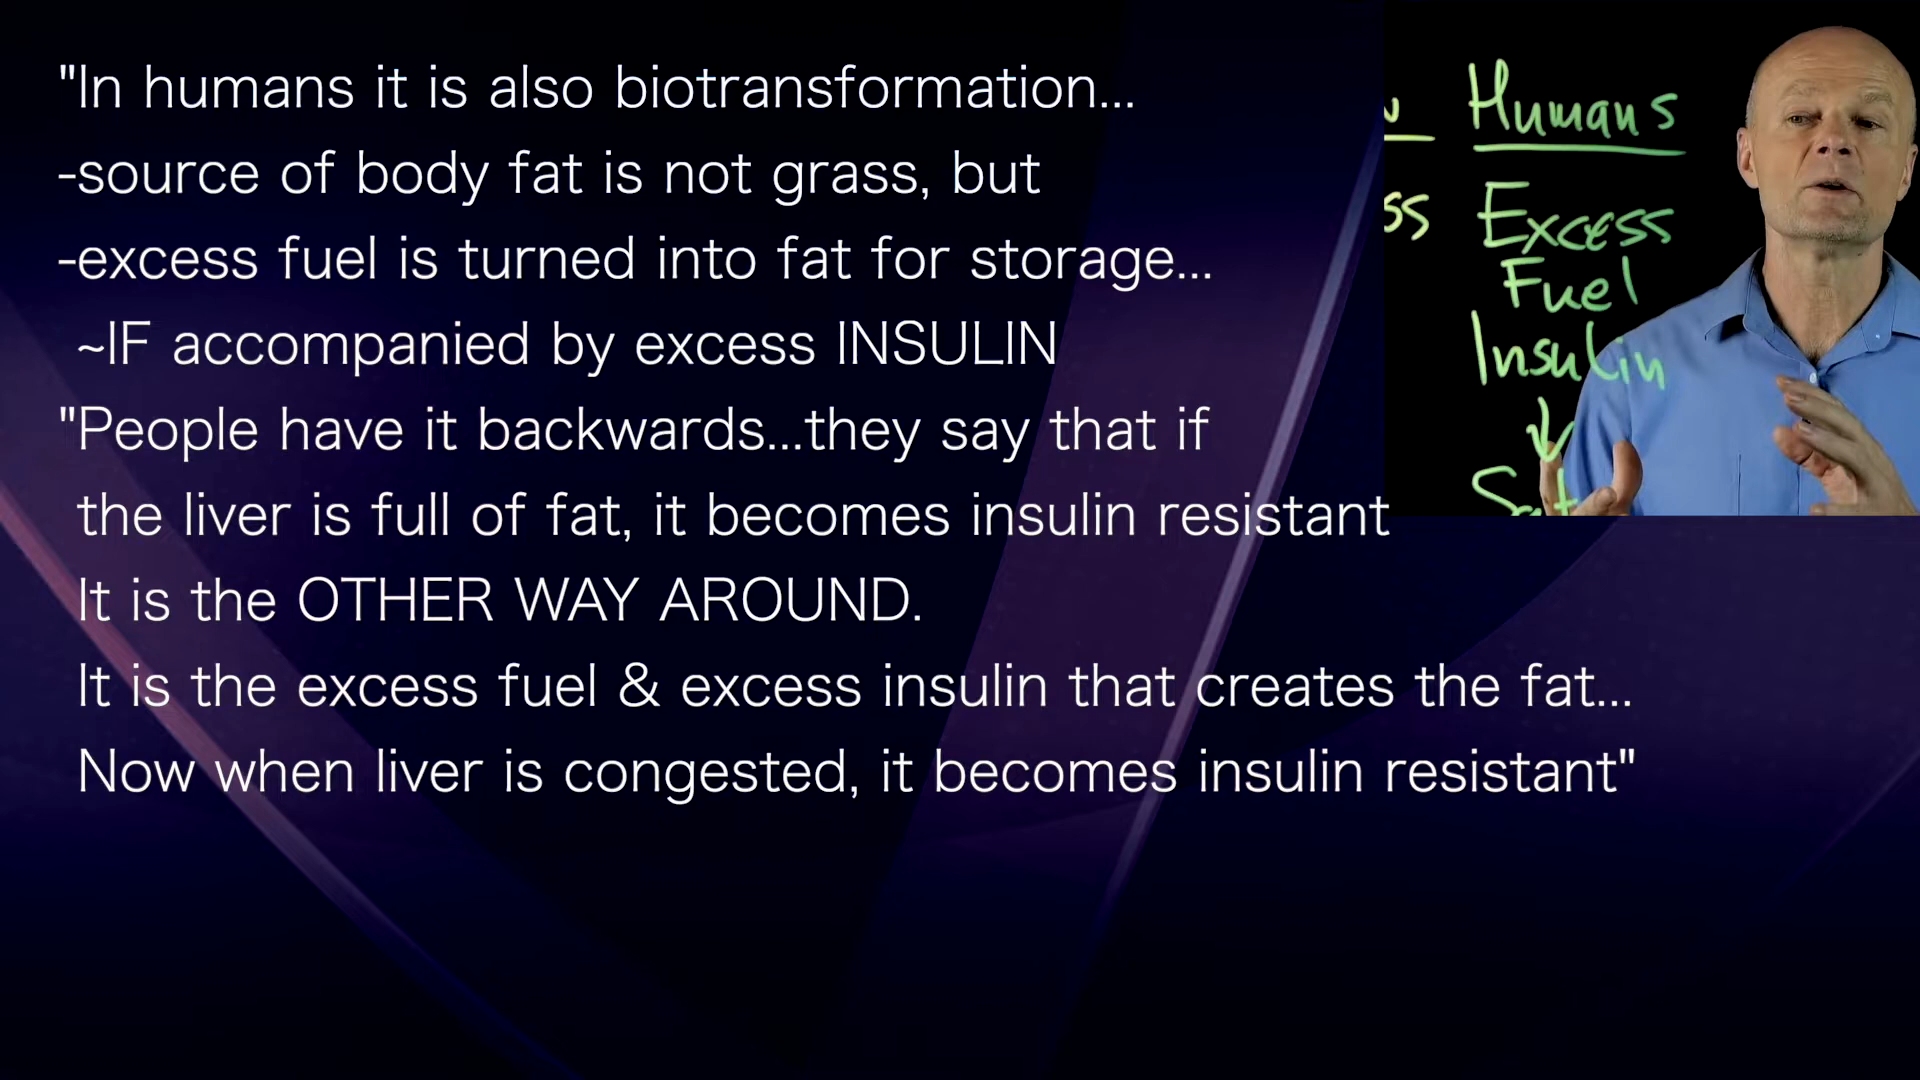 "In humans it is also biotransformation...
-source of body fat is not grass, but
-excess fuel is turned into fat for storage...
~IF accompanied by excess INSULIN
"People have it backwards...they say that if
the liver is full of fat, it becomes insulin resistant
It is the OTHER WAY AROUND.
It is the excess fuel & excess insulin that creates the fat...
Now when liver is congested, it becomes insulin resistant"
Humans
Excess
Fuel
Insulin